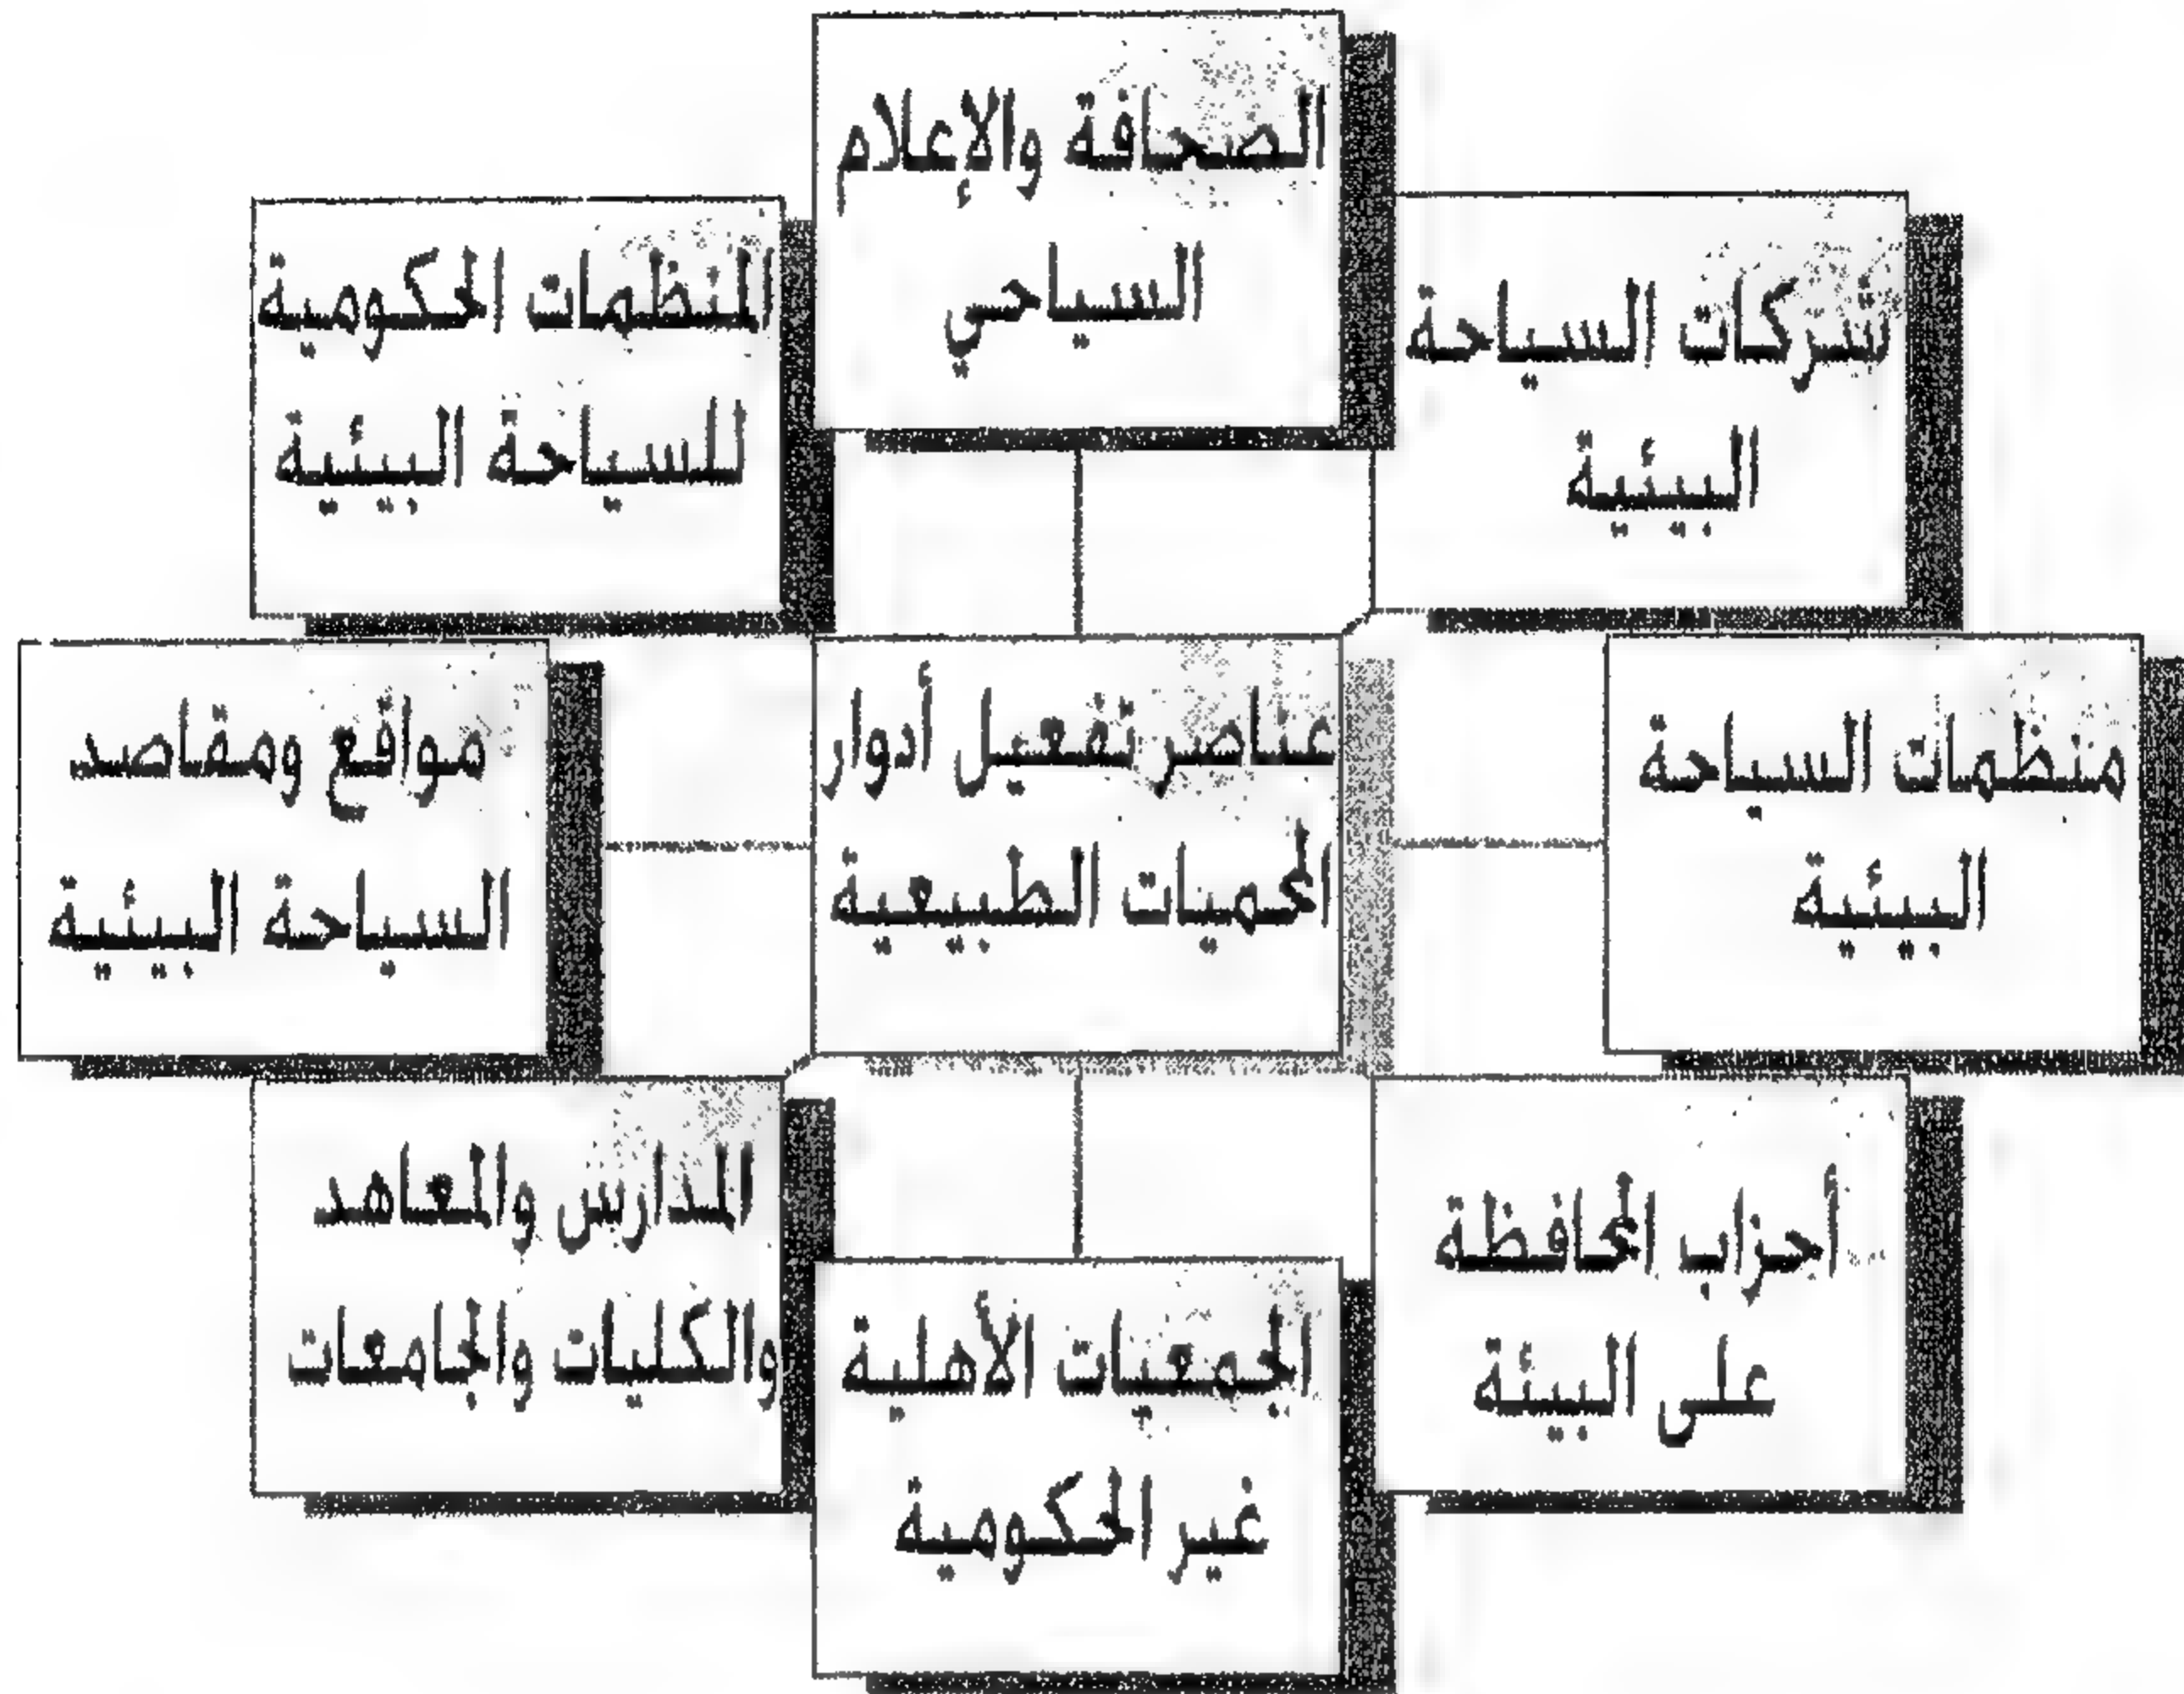 الصحافة والإعلام
السياحي
شركات السياحة
البيئية
المنظمات الحكومية
للسياحة البيئية
منظمات السياحة
البيئية
عناصر تفعيل أدوار
المحميات الطبيعية
مواقع ومقاصد
السياحة البيئية
أحزاب المحافظة
على البيئة
الجمعيات الأهلية
غير الحكومية
المدارس والمعاهد
والكليات والجامعات